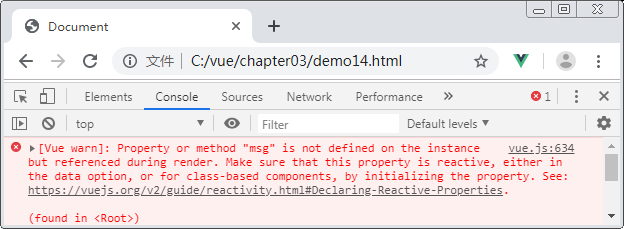 Document
文件 C:/vue/chapter03/demo14.html
Elements Console Sources Network Performance » 1
top Filter Default levels
[Vue warn]: Property or method "msg" is not defined on the instance vue.js:634
but referenced during render. Make sure that this property is reactive, either in
the data option, or for class-based components, by initializing the property. See:
https://vuejs.org/v2/guide/reactivity.html#Declaring-Reactive-Properties.
(found in <Root>)